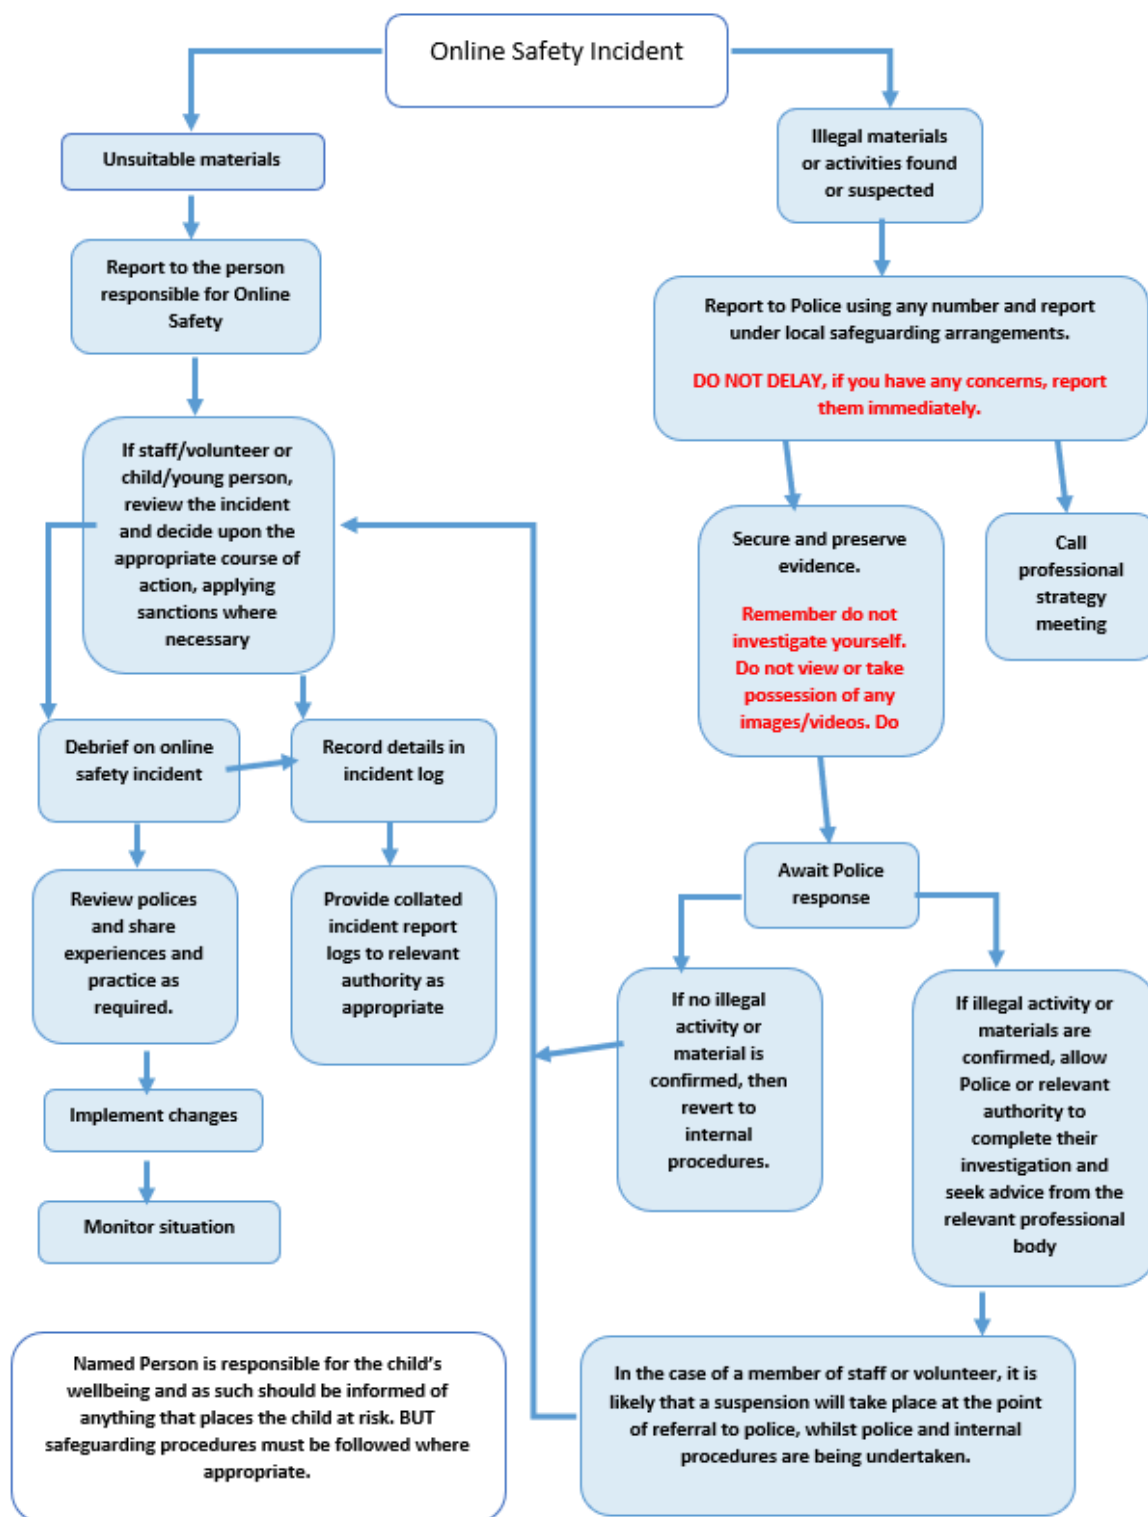 Online Safety Incident
Unsuitable materials
Report to the person
responsible for Online
Safety
If staff/volunteer or
child/young person,
review the incident
and decide upon the
appropriate course of
action, applying
sanctions where
necessary
Debrief on online
safety incident
Record details in
incident log
Review polices
and share
experiences and
practice as
required.
Provide collated
incident report
logs to relevant
authority as
appropriate
Implement changes
Monitor situation
Illegal materials
or activities found
or suspected
Report to Police using any number and report
under local safeguarding arrangements.
DO NOT DELAY, if you have any concerns, report
them immediately.
Secure and preserve
evidence.
Remember do not
investigate yourself.
Do not view or take
possession of any
images/videos. Do
Call
professional
strategy
meeting
Await Police
response
If no illegal
activity or
material is
confirmed, then
revert to
internal
procedures.
If illegal activity or
materials are
confirmed, allow
Police or relevant
authority to
complete their
investigation and
seek advice from the
relevant professional
body
In the case of a member of staff or volunteer, it is
likely that a suspension will take place at the point
of referral to police, whilst police and internal
procedures are being undertaken.
Named Person is responsible for the child’s
wellbeing and as such should be informed of
anything that places the child at risk. BUT
safeguarding procedures must be followed where
appropriate.